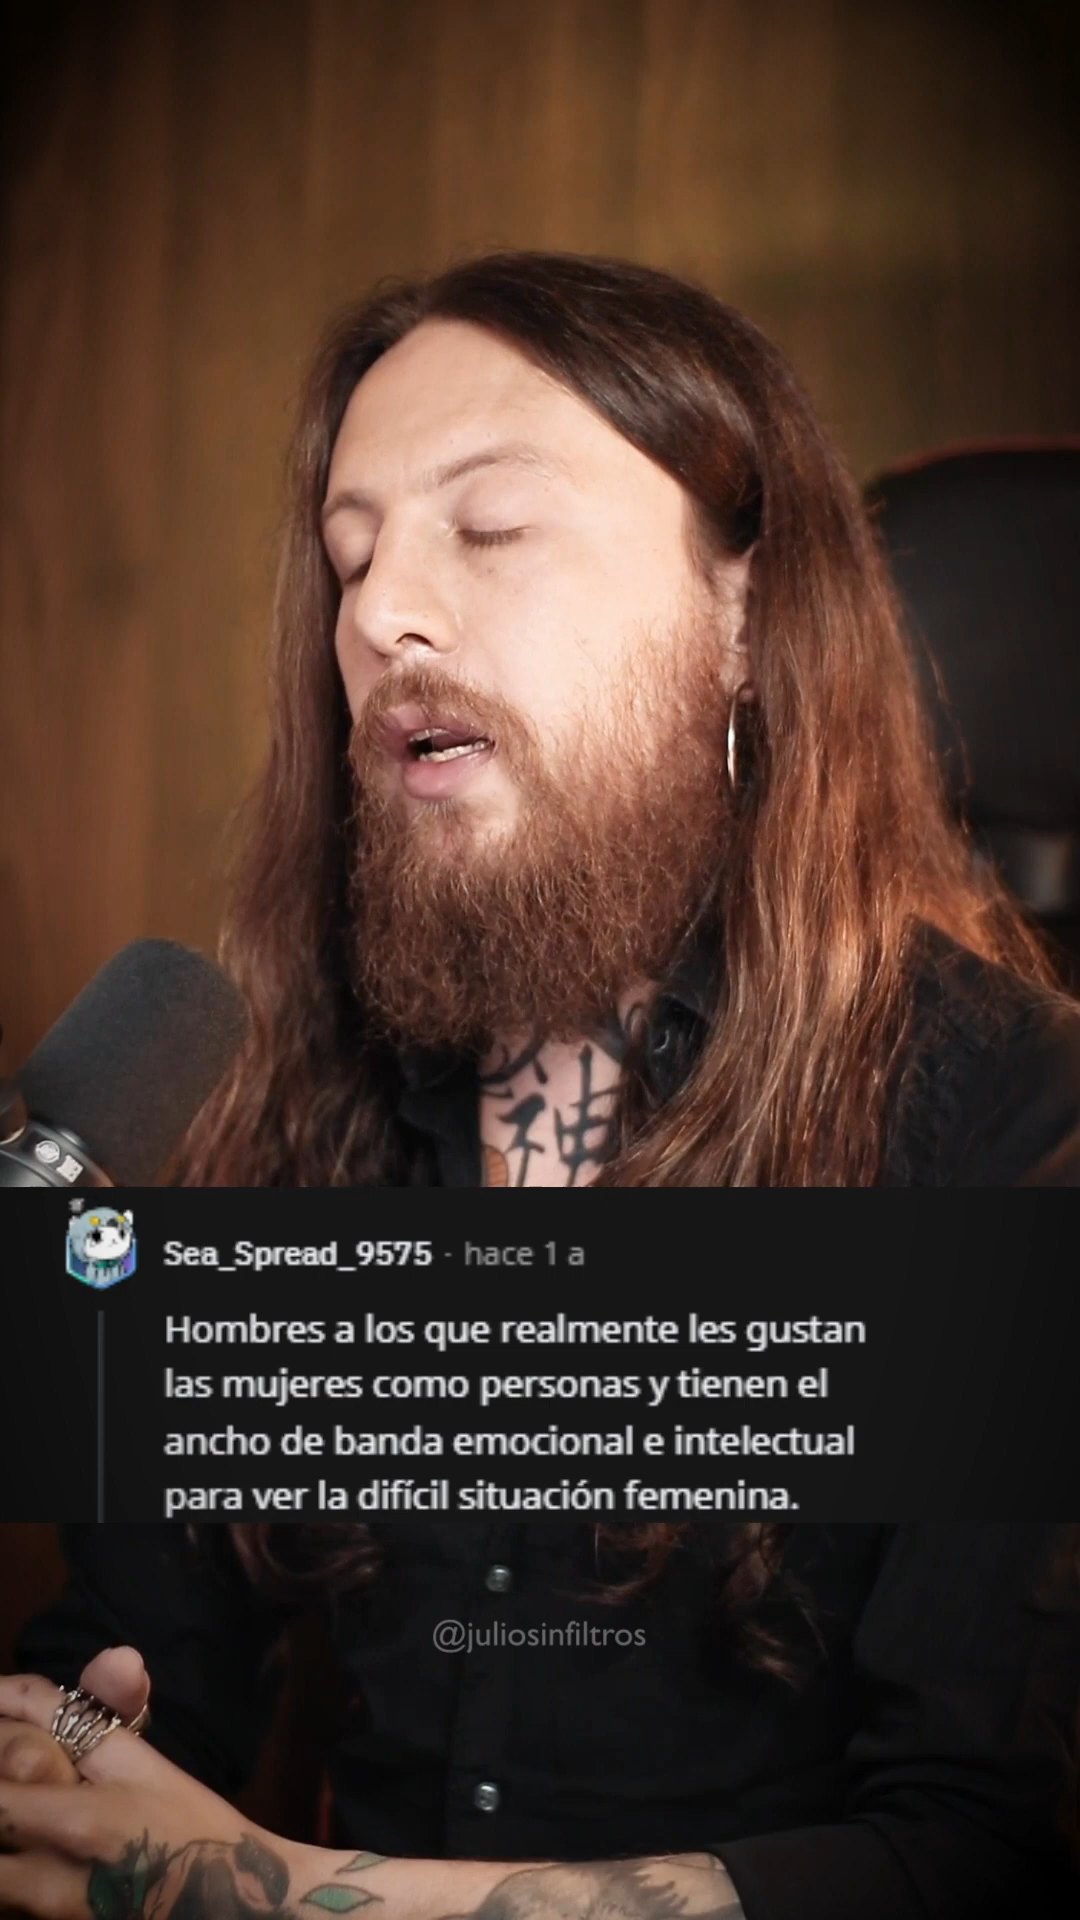 神
Sea_Spread_9575 · hace 1 a
Hombres a los que realmente les gustan
las mujeres como personas y tienen el
ancho de banda emocional e intelectual
para ver la difícil situación femenina.
@juliosinfiltros